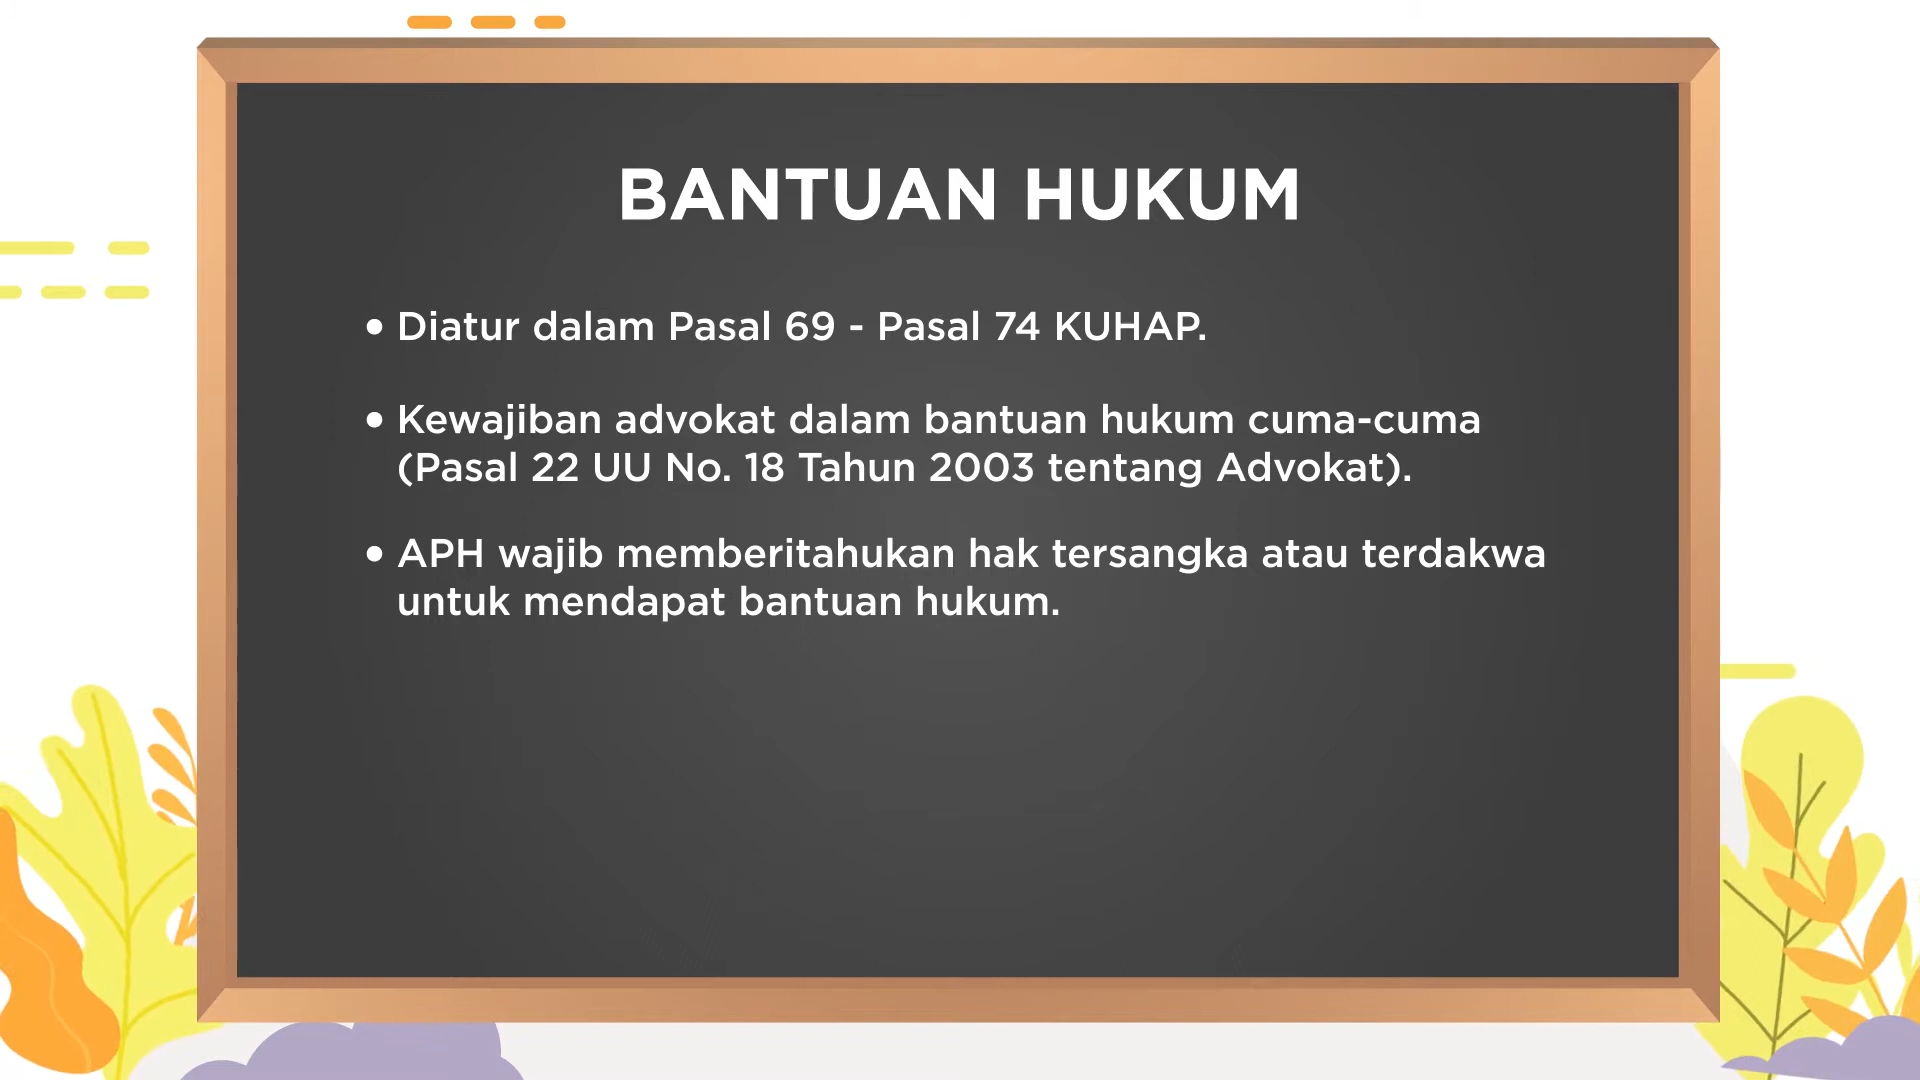 BANTUAN HUKUM
• Diatur dalam Pasal 69 - Pasal 74 KUHAP.
• Kewajiban advokat dalam bantuan hukum cuma-cuma
(Pasal 22 UU No. 18 Tahun 2003 tentang Advokat).
• APH wajib memberitahukan hak tersangka atau terdakwa
untuk mendapat bantuan hukum.